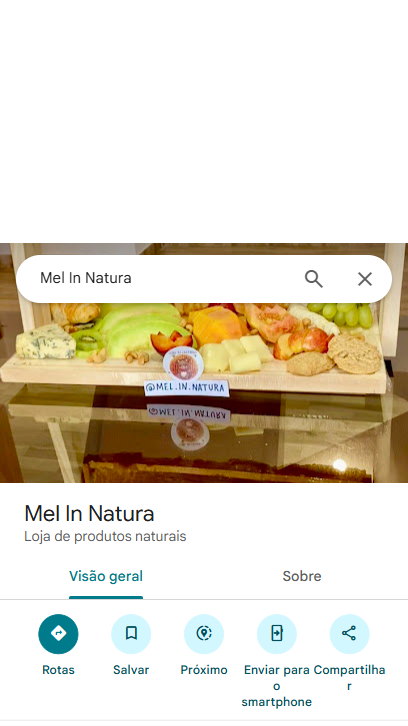 Mel In Natura
@MEL.IN.NATURA
Mel In Natura
Loja de produtos naturais
Visão geral
Sobre
Rotas
Salvar
Próximo
Enviar para
o
smartphone
Compartilha
r